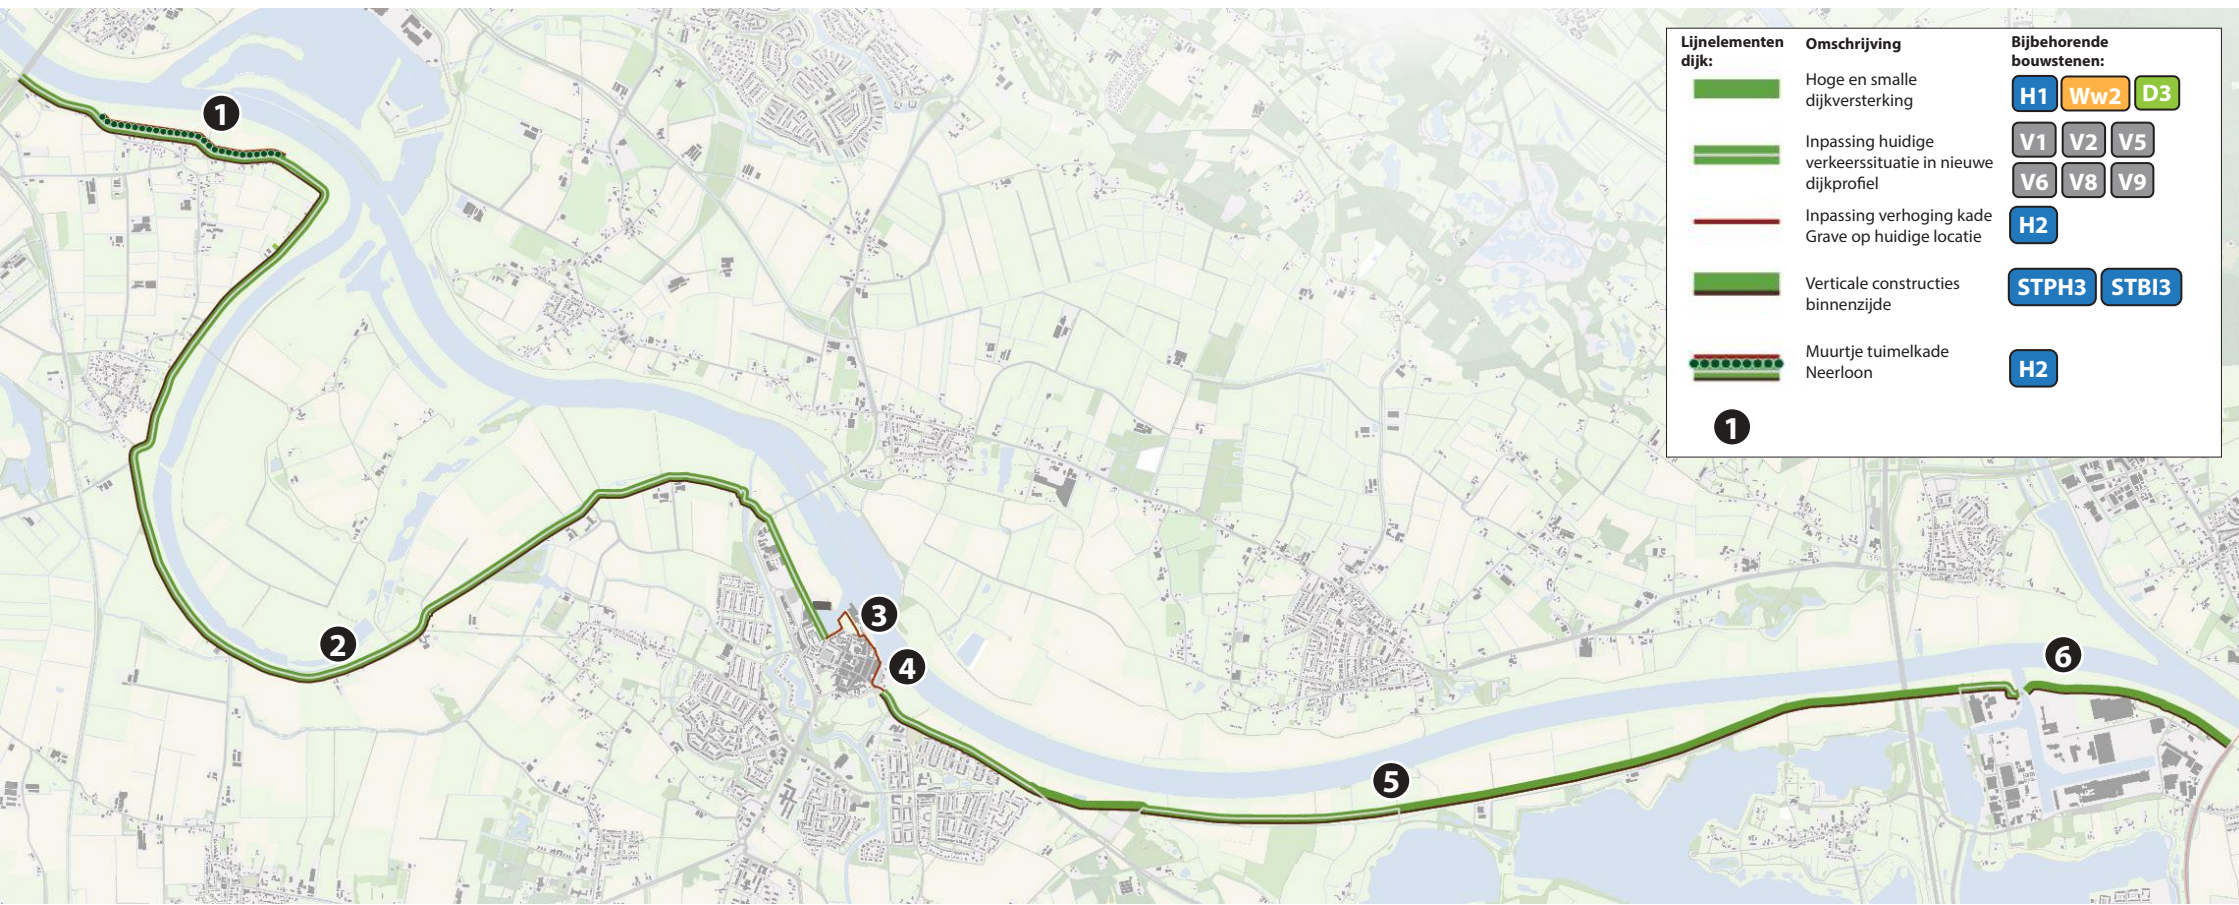 Lijnelementen dijk:
Omschrijving
Bijbehorende bouwstenen:
Hoge en smalle
dijkversterking
H1 Ww2 D3
Inpassing huidige
verkeerssituatie in nieuwe
dijkprofiel
V1 V2 V5
V6 V8 V9
Inpassing verhoging kade
Grave op huidige locatie
H2
Verticale constructies
binnenzijde
STPH3 STBI3
Muurtje tuimelkade
Neerloon
H2
1
1
2
3
4
5
6